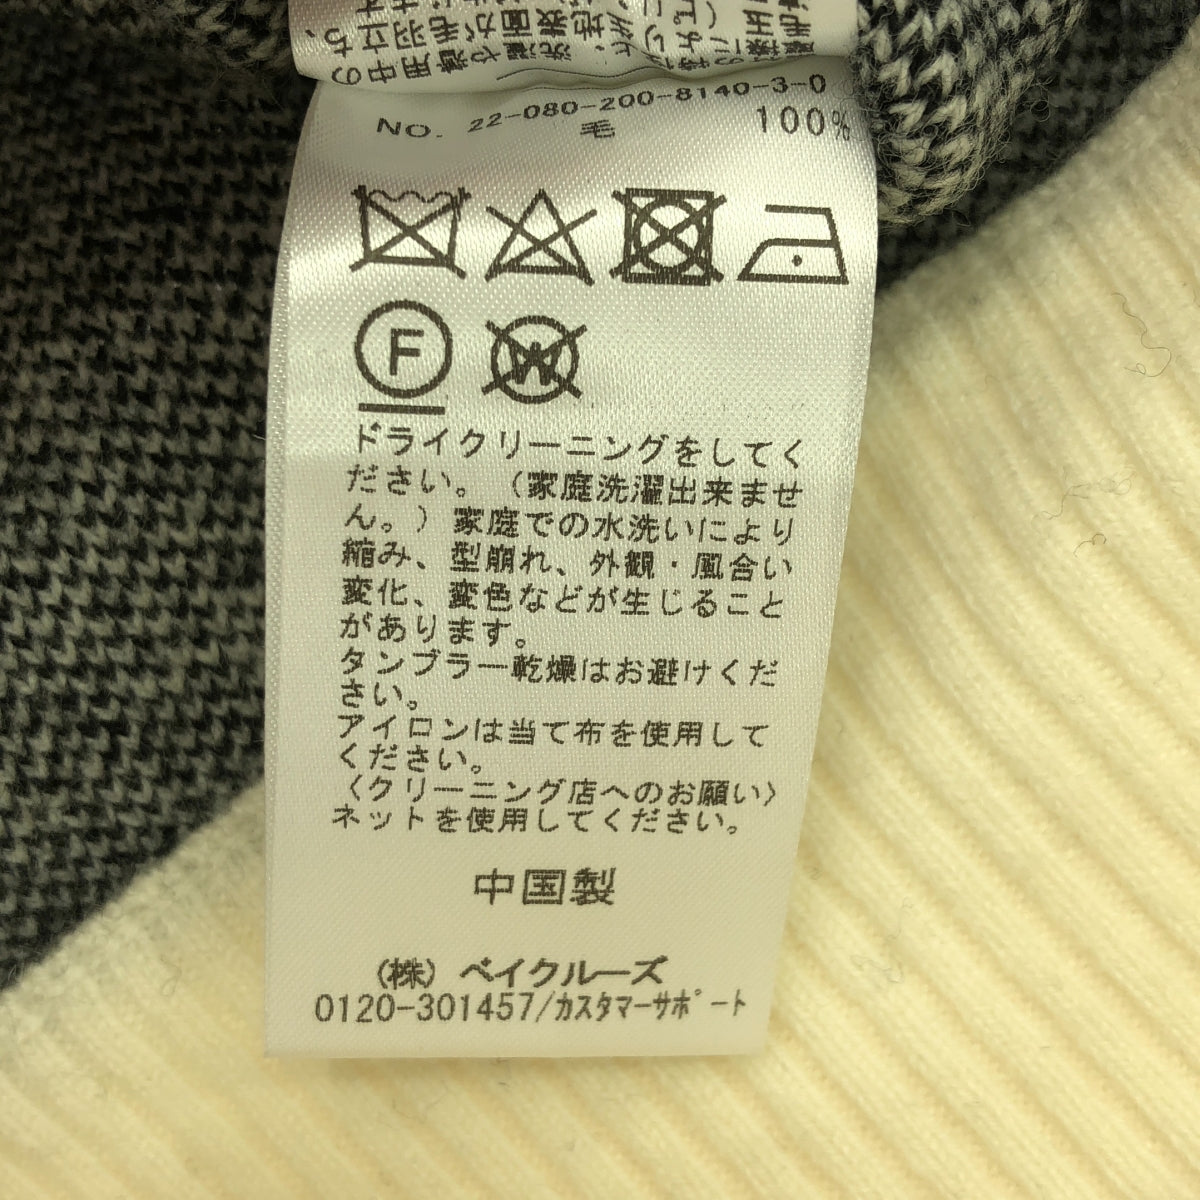 NO. 22-080-200-8140-3-0
毛 100%
F
W
ドライクリーニングをしてく
ださい。（家庭洗濯出来ませ
ん。）家庭での水洗いにより
縮み、型崩れ、外観・風合い
変化、変色などが生じること
があります。
タンブラー乾燥はお避けくだ
さい。
アイロンは当て布を使用して
ください。
〈クリーニング店へのお願い〉
ネットを使用してください。
中国製
(株) ベイクルーズ
0120-301457/カスタマーサポート